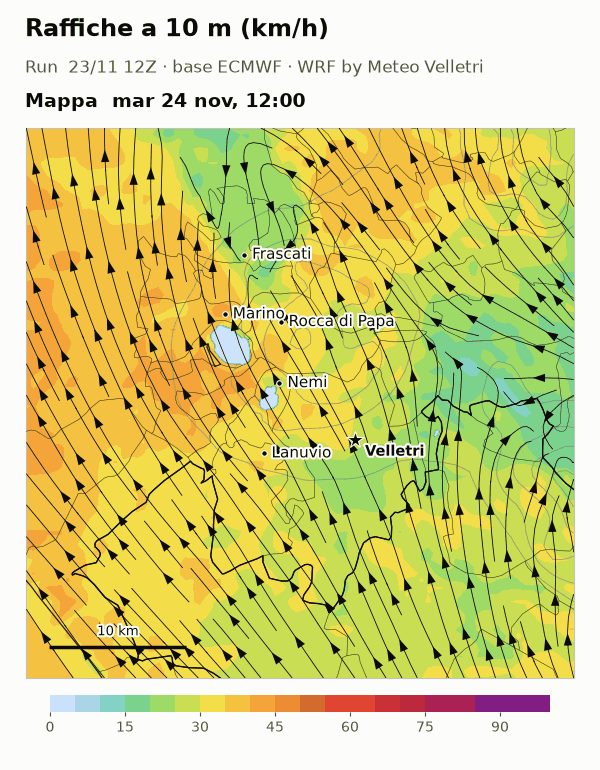 Raffiche a 10 m (km/h)
Run 23/11 12Z · base ECMWF · WRF by Meteo Velletri
Mappa mar 24 nov, 12:00
Frascati
Marino
Rocca di Papa
Nemi
Velletri
Lanuvio
10 km
0 15 30 45 60 75 90